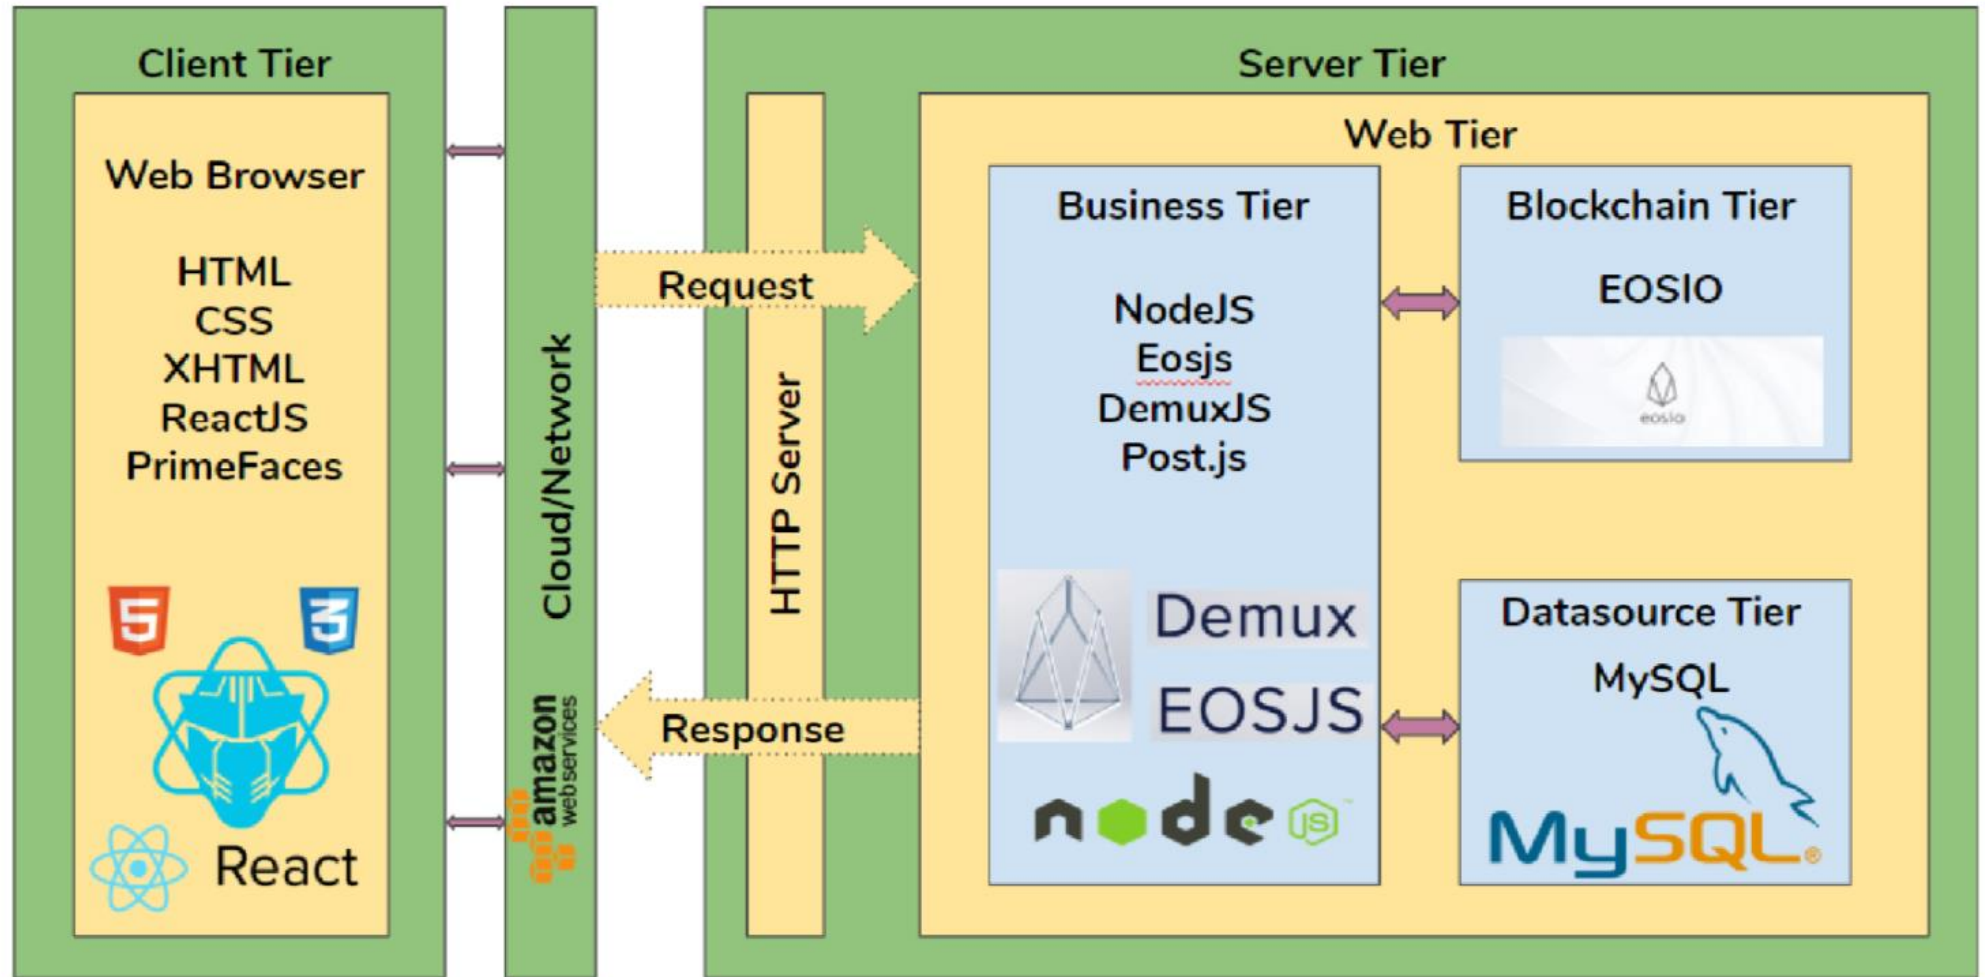 Client Tier
Web Browser
HTML
CSS
XHTML
ReactJS
PrimeFaces
5
3
React
Cloud/Network
amazon
webservices
Server Tier
HTTP Server
Request
Response
Web Tier
Business Tier
NodeJS
Eosjs
DemuxJS
Post.js
Demux
EOSJS
node JS ™
Blockchain Tier
EOSIO
eosio
Datasource Tier
MySQL
MySQL®